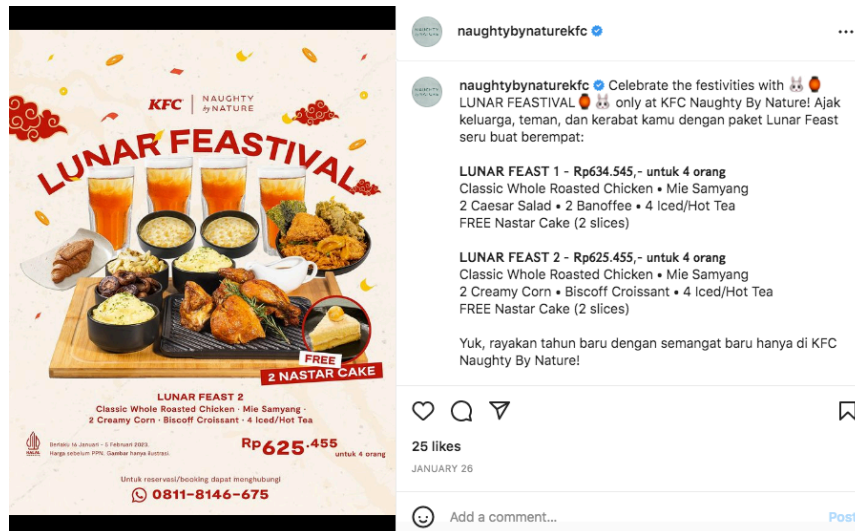 KFC | NAUGHTY by NATURE
LUNAR FEASTIVAL
FREE
2 NASTAR CAKE
LUNAR FEAST 2
Classic Whole Roasted Chicken · Mie Samyang ·
2 Creamy Corn · Biscoff Croissant · 4 Iced/Hot Tea
HALAL
Berlaku 16 Januari - 5 Februari 2023.
Harga sebelum PPN. Gambar hanya ilustrasi.
Rp625.455
untuk 4 orang
Untuk reservasi/booking dapat menghubungi
0811-8146-675
naughtybynaturekfc
naughtybynaturekfc Celebrate the festivities with 🐰🏮
LUNAR FEASTIVAL🏮🐰 only at KFC Naughty By Nature! Ajak
keluarga, teman, dan kerabat kamu dengan paket Lunar Feast
seru buat berempat:
LUNAR FEAST 1 - Rp634.545,- untuk 4 orang
Classic Whole Roasted Chicken • Mie Samyang
2 Caesar Salad • 2 Banoffee • 4 Iced/Hot Tea
FREE Nastar Cake (2 slices)
LUNAR FEAST 2 - Rp625.455,- untuk 4 orang
Classic Whole Roasted Chicken • Mie Samyang
2 Creamy Corn • Biscoff Croissant • 4 Iced/Hot Tea
FREE Nastar Cake (2 slices)
Yuk, rayakan tahun baru dengan semangat baru hanya di KFC
Naughty By Nature!
25 likes
JANUARY 26
Add a comment...
Post